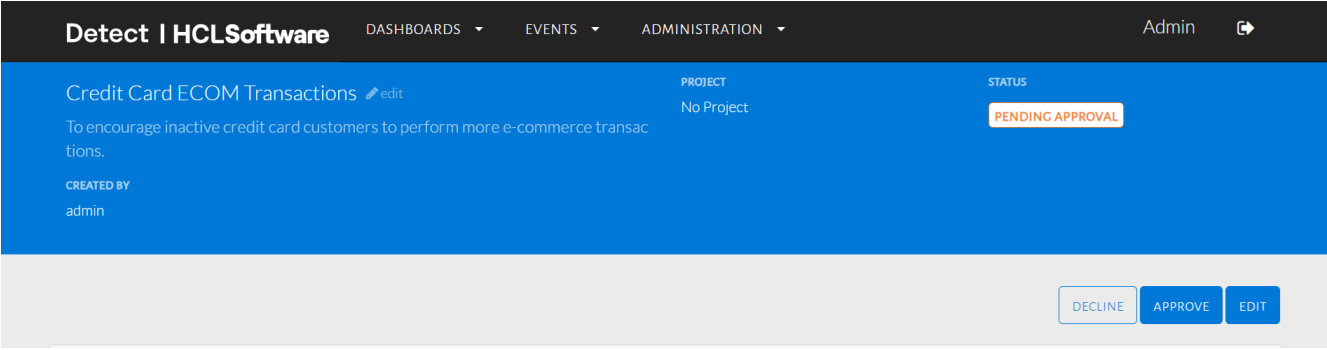 Detect | HCLSoftware DASHBOARDS EVENTS ADMINISTRATION Admin
Credit Card ECOM Transactions edit
To encourage inactive credit card customers to perform more e-commerce transac
tions.
CREATED BY
admin
PROJECT
No Project
STATUS
PENDING APPROVAL
DECLINE APPROVE EDIT